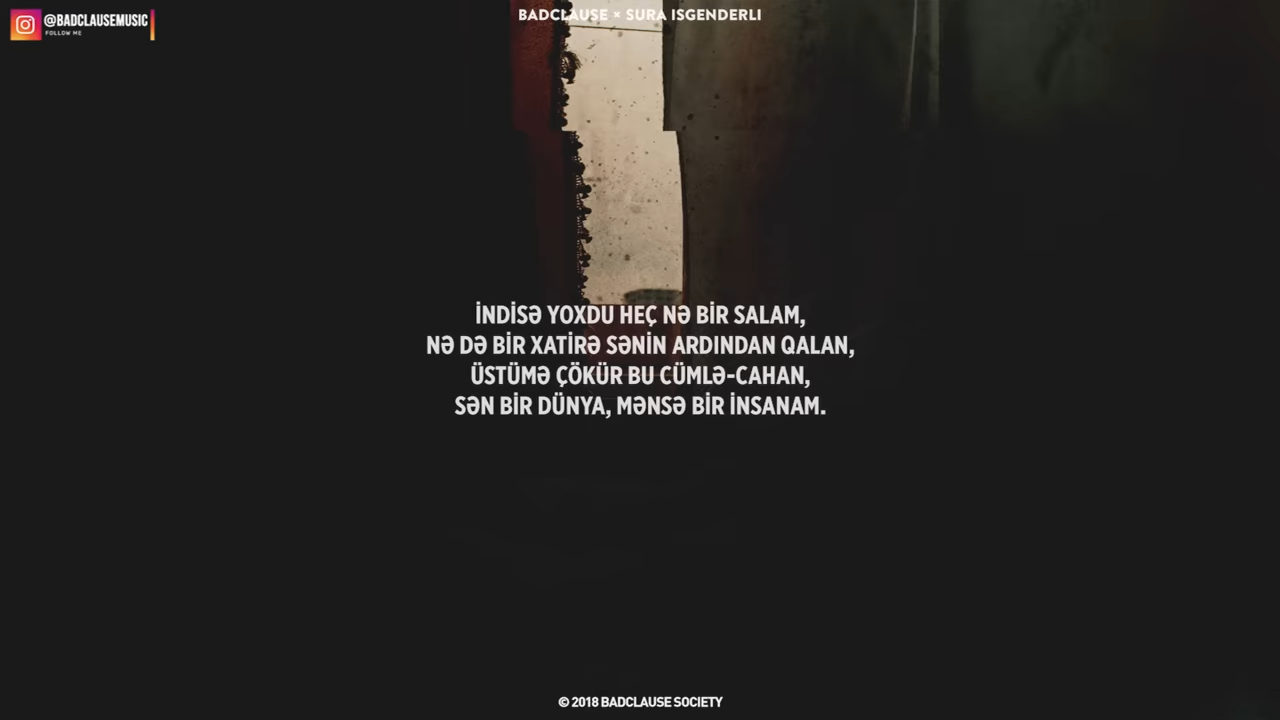 @BADCLAUSEMUSIC
FOLLOW ME
BADCLAUSE × SURA ISGENDERLI
İNDİSƏ YOXDU HEÇ NƏ BİR SALAM,
NƏ DƏ BİR XATİRƏ SƏNİN ARDINDAN QALAN,
ÜSTÜMƏ ÇÖKÜR BU CÜMLƏ-CAHAN,
SƏN BİR DÜNYA, MƏNSƏ BİR İNSANAM.
© 2018 BADCLAUSE SOCIETY